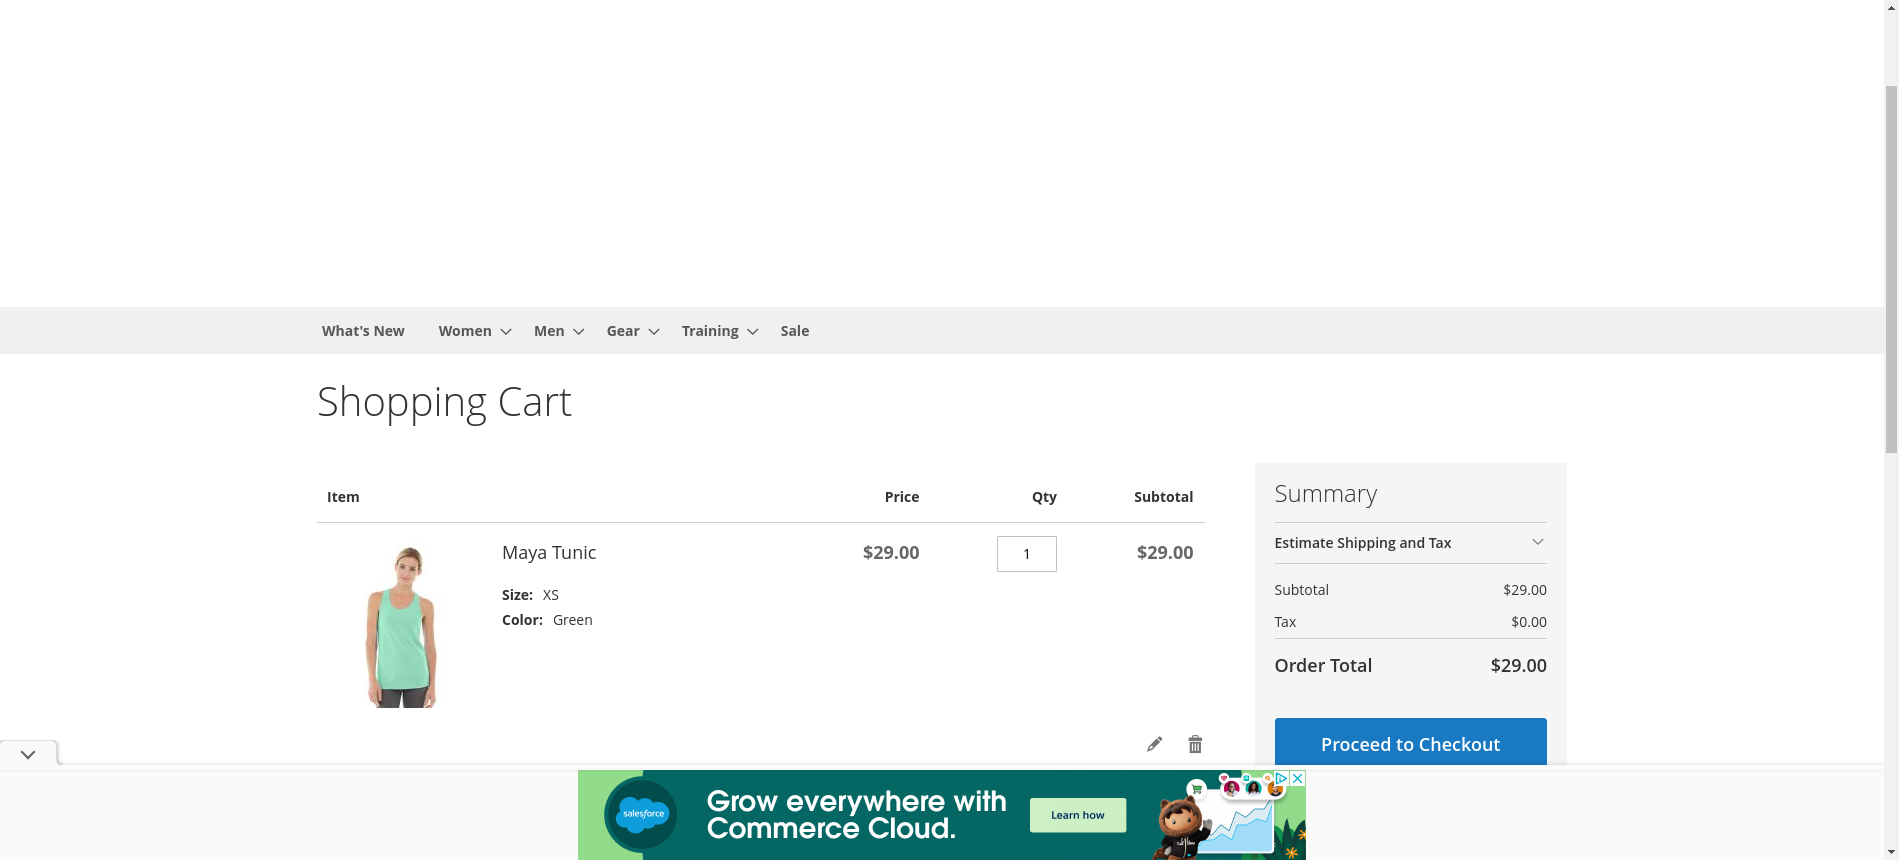 What's New Women Men Gear Training Sale
Shopping Cart
Item Price Qty Subtotal
Maya Tunic $29.00 1 $29.00
Size: XS
Color: Green
Summary
Estimate Shipping and Tax
Subtotal $29.00
Tax $0.00
Order Total $29.00
Proceed to Checkout
salesforce
Grow everywhere with
Commerce Cloud.
Learn how